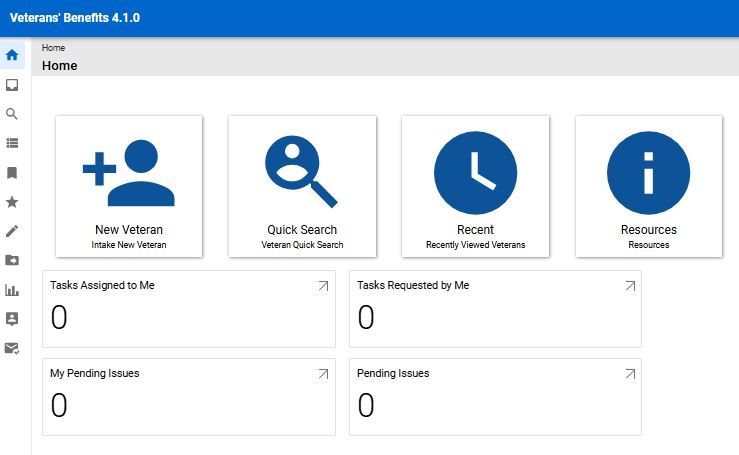 Veterans' Benefits 4.1.0
Home
Home
New Veteran
Intake New Veteran
Quick Search
Veteran Quick Search
Recent
Recently Viewed Veterans
Resources
Resources
Tasks Assigned to Me
0
Tasks Requested by Me
0
My Pending Issues
0
Pending Issues
0